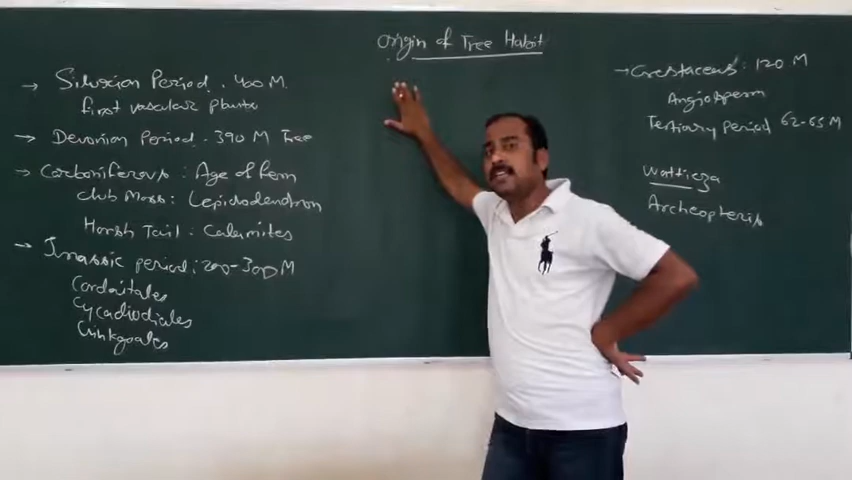 Origin of Tree Habit
→ Silurian Period . 400 M.
first vascular plants
→ Devonian Period . 390 M Tree
→ Carboniferous : Age of fern
club Moss : Lepidodendron
Horsh Tail : Calamites
→ Jurassic period : 200-300 M
Cordaitales
Cycadiodiales
Ginkgoales
→ Crestaceous : 120 M
Angiosperm
Tertiary Period 62-65 M
Wattieza
Archeopteris